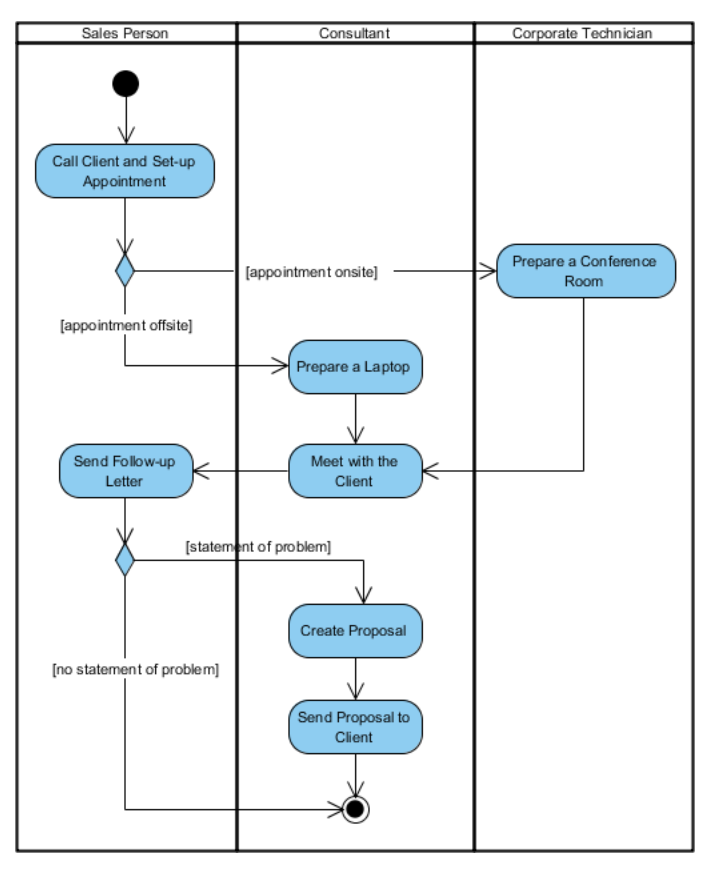 Sales Person
Consultant
Corporate Technician
Call Client and Set-up
Appointment
[appointment onsite]
Prepare a Conference
Room
[appointment offsite]
Prepare a Laptop
Send Follow-up
Letter
Meet with the
Client
[statement of problem]
Create Proposal
[no statement of problem]
Send Proposal to
Client